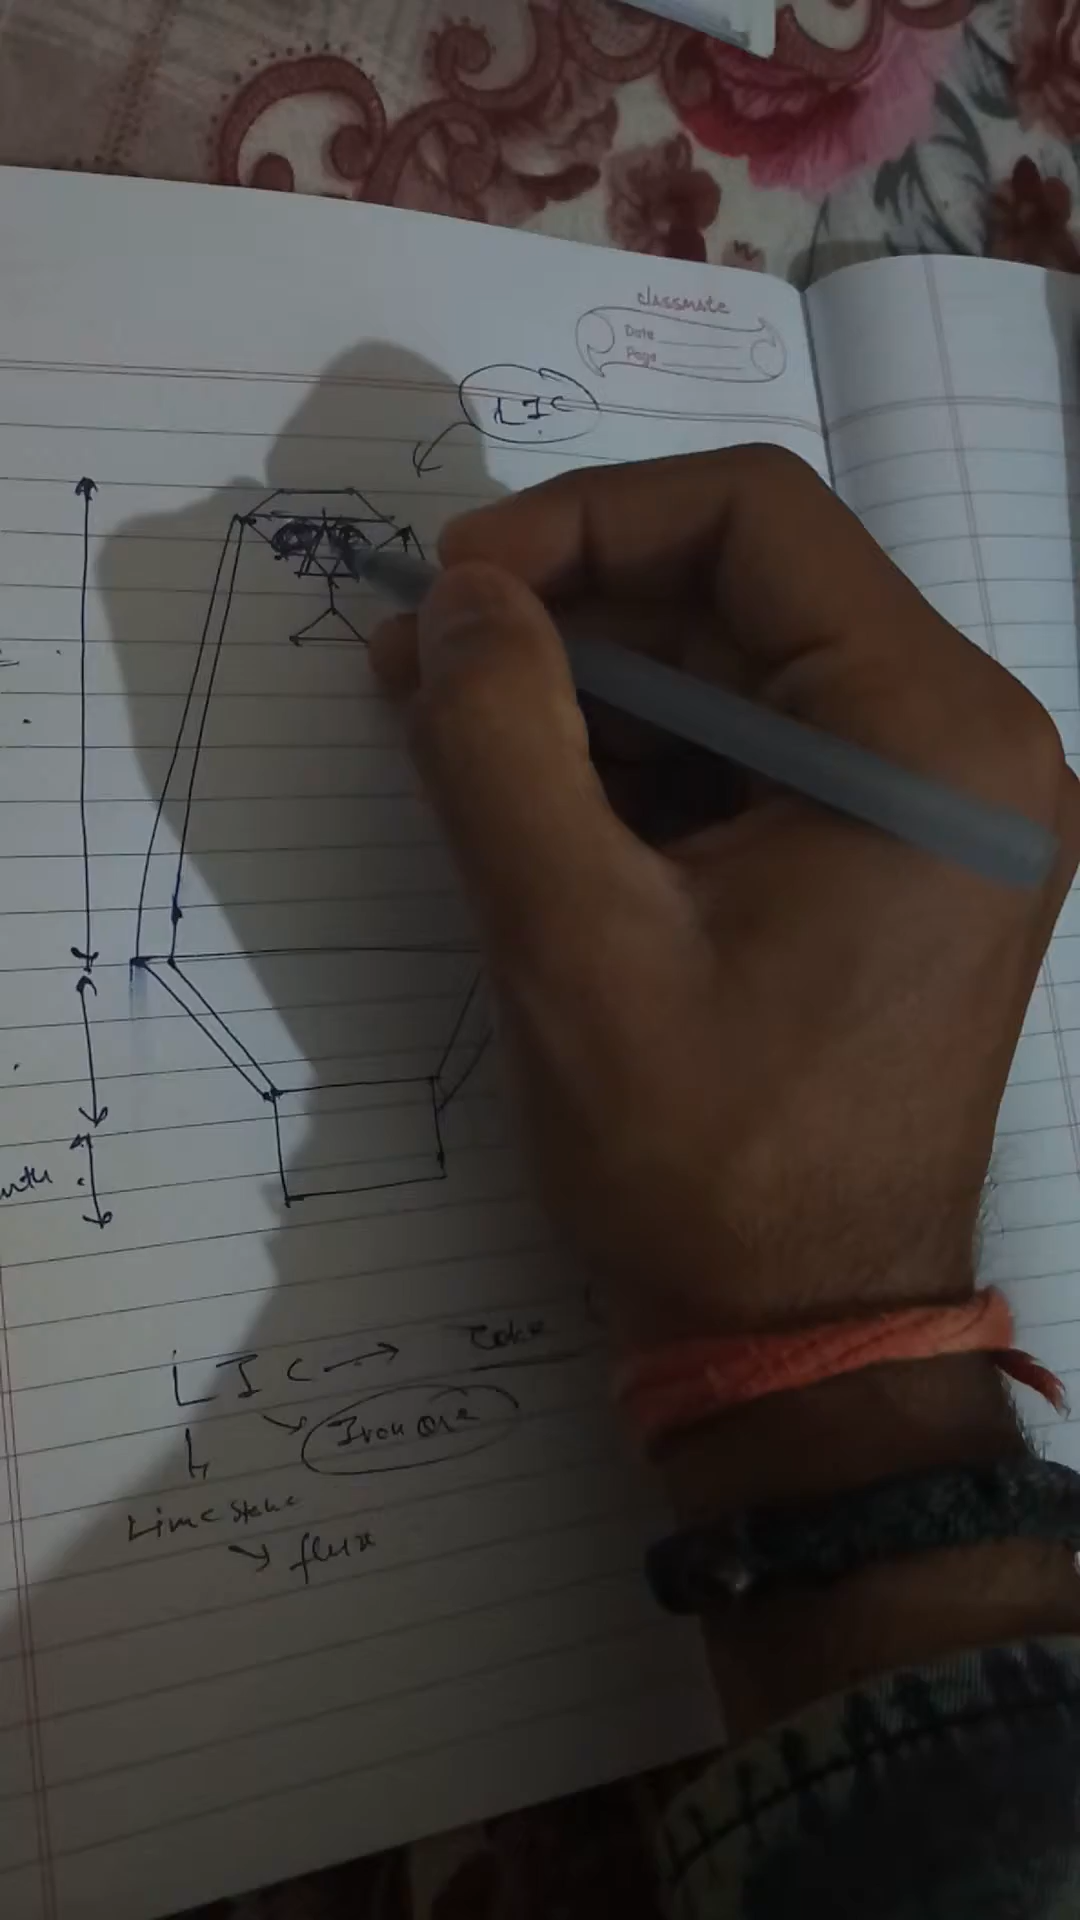 classmate
Date
Page
LIC
LIC → Coke
Iron Ore
Lime stone
flux